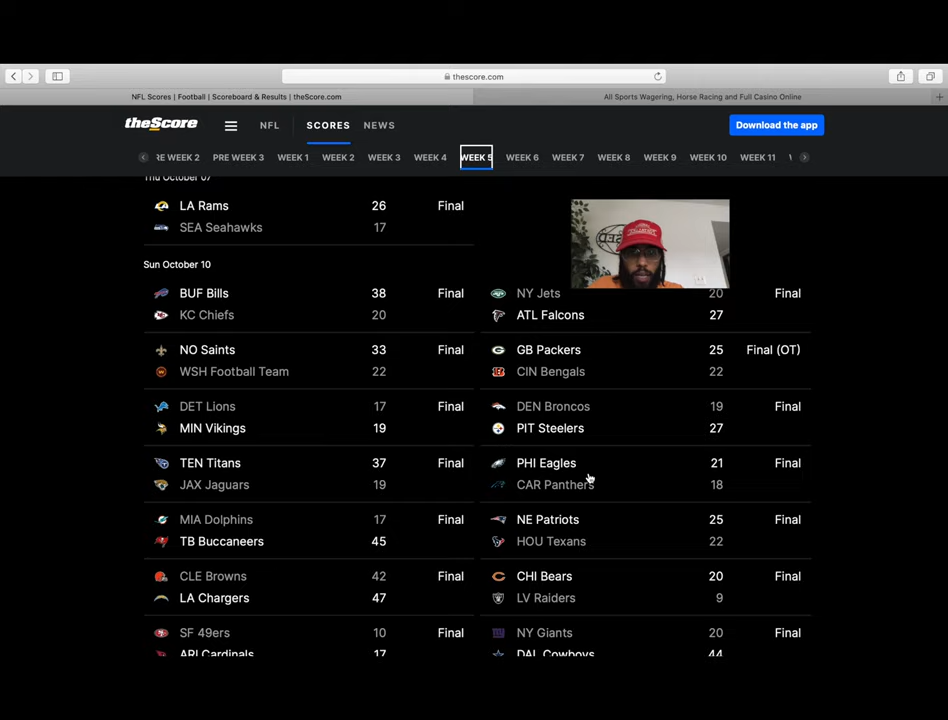 thescore.com
NFL Scores | Football | Scoreboard & Results | theScore.com
All Sports Wagering, Horse Racing and Full Casino Online
theScore
NFL
SCORES
NEWS
Download the app
RE WEEK 2
PRE WEEK 3
WEEK 1
WEEK 2
WEEK 3
WEEK 4
WEEK 5
WEEK 6
WEEK 7
WEEK 8
WEEK 9
WEEK 10
WEEK 11
Thu October 07
LA Rams 26 Final
SEA Seahawks 17
Sun October 10
BUF Bills 38 Final
KC Chiefs 20
NY Jets 20 Final
ATL Falcons 27
NO Saints 33 Final
WSH Football Team 22
GB Packers 25 Final (OT)
CIN Bengals 22
DET Lions 17 Final
MIN Vikings 19
DEN Broncos 19 Final
PIT Steelers 27
TEN Titans 37 Final
JAX Jaguars 19
PHI Eagles 21 Final
CAR Panthers 18
MIA Dolphins 17 Final
TB Buccaneers 45
NE Patriots 25 Final
HOU Texans 22
CLE Browns 42 Final
LA Chargers 47
CHI Bears 20 Final
LV Raiders 9
SF 49ers 10 Final
ARI Cardinals 17
NY Giants 20 Final
DAL Cowboys 44